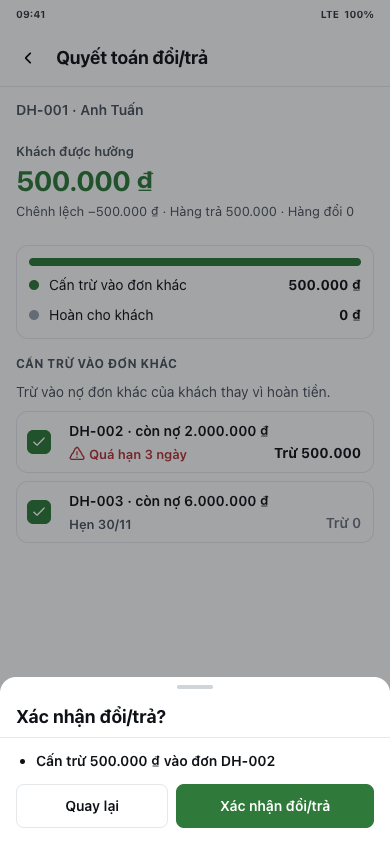 09:41 LTE 100%
Quyết toán đổi/trả
DH-001 · Anh Tuấn
Khách được hưởng
500.000 ₫
Chênh lệch −500.000 ₫ · Hàng trả 500.000 · Hàng đổi 0
Cấn trừ vào đơn khác 500.000 ₫
Hoàn cho khách 0 ₫
CẤN TRỪ VÀO ĐƠN KHÁC
Trừ vào nợ đơn khác của khách thay vì hoàn tiền.
DH-002 · còn nợ 2.000.000 ₫
Quá hạn 3 ngày Trừ 500.000
DH-003 · còn nợ 6.000.000 ₫
Hẹn 30/11 Trừ 0
Xác nhận đổi/trả?
• Cấn trừ 500.000 ₫ vào đơn DH-002
Quay lại Xác nhận đổi/trả